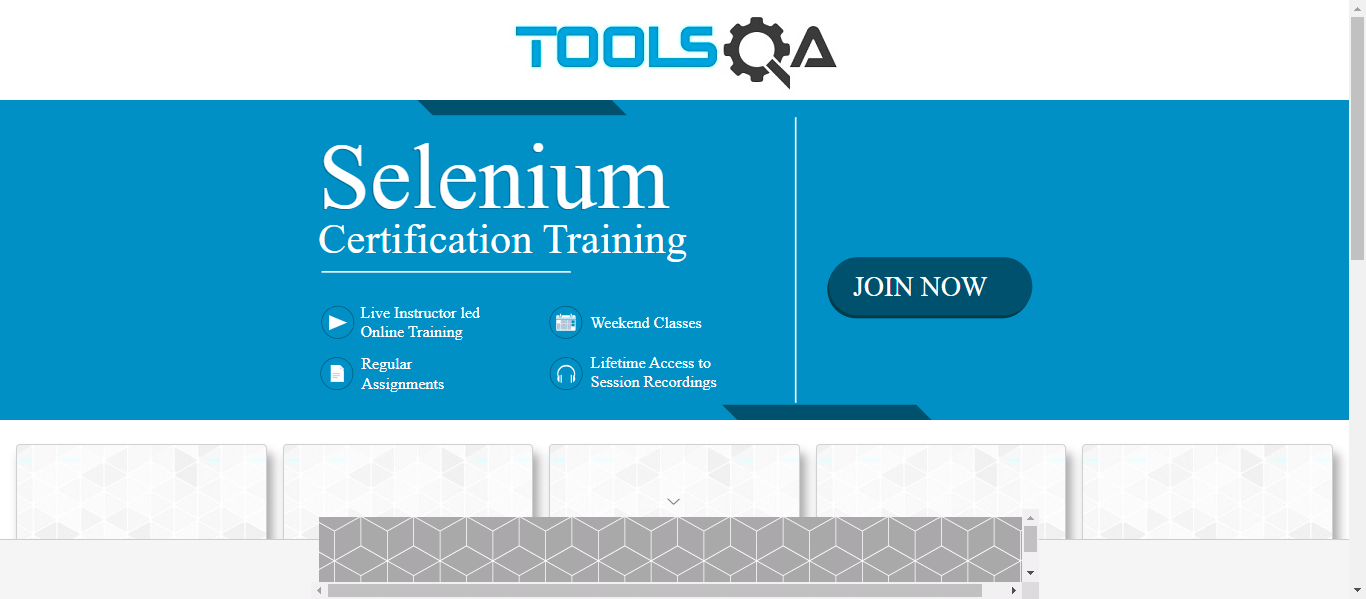 TOOLSQA
Selenium
Certification Training
JOIN NOW
Live Instructor led
Online Training
Weekend Classes
Regular
Assignments
Lifetime Access to
Session Recordings